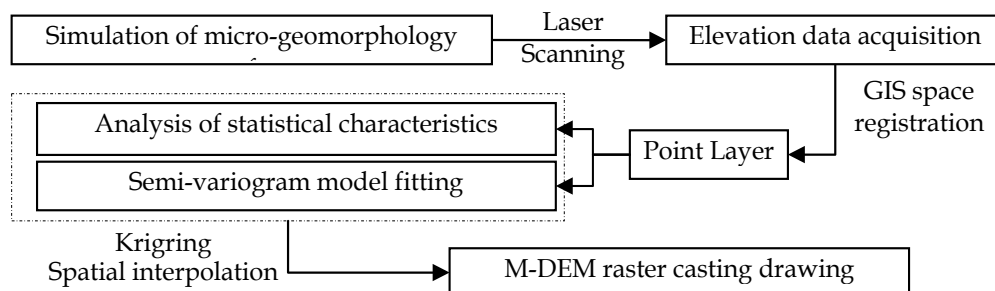 Simulation of micro-geomorphology
Laser
Scanning
Elevation data acquisition
GIS space
registration
Point Layer
Analysis of statistical characteristics
Semi-variogram model fitting
Krigring
Spatial interpolation
M-DEM raster casting drawing